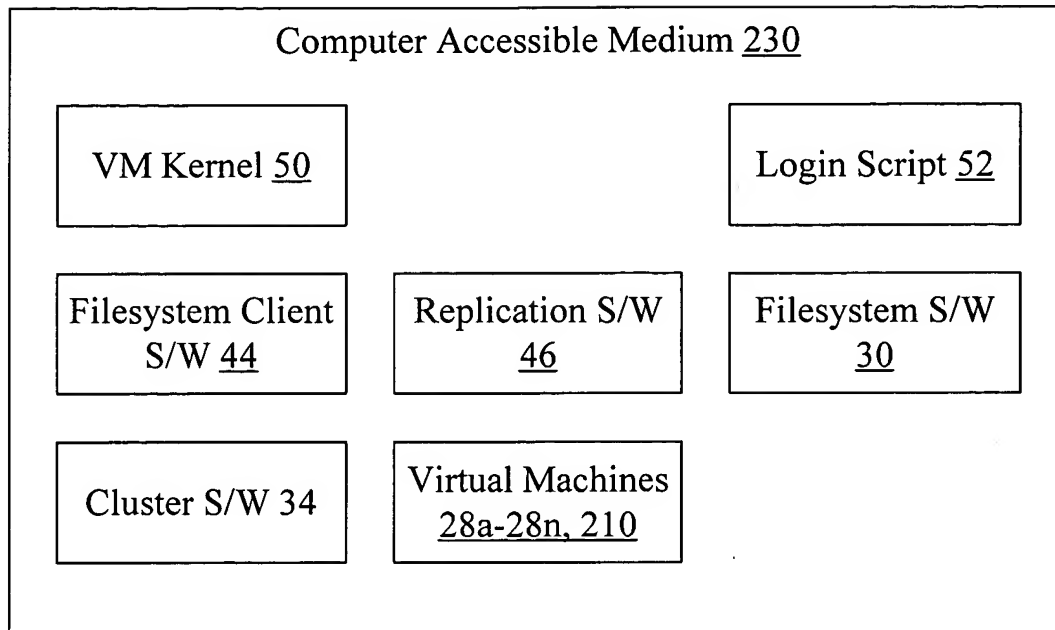 Computer Accessible Medium 230
VM Kernel 50
Login Script 52
Filesystem Client
S/W 44
Replication S/W
46
Filesystem S/W
30
Cluster S/W 34
Virtual Machines
28a-28n, 210